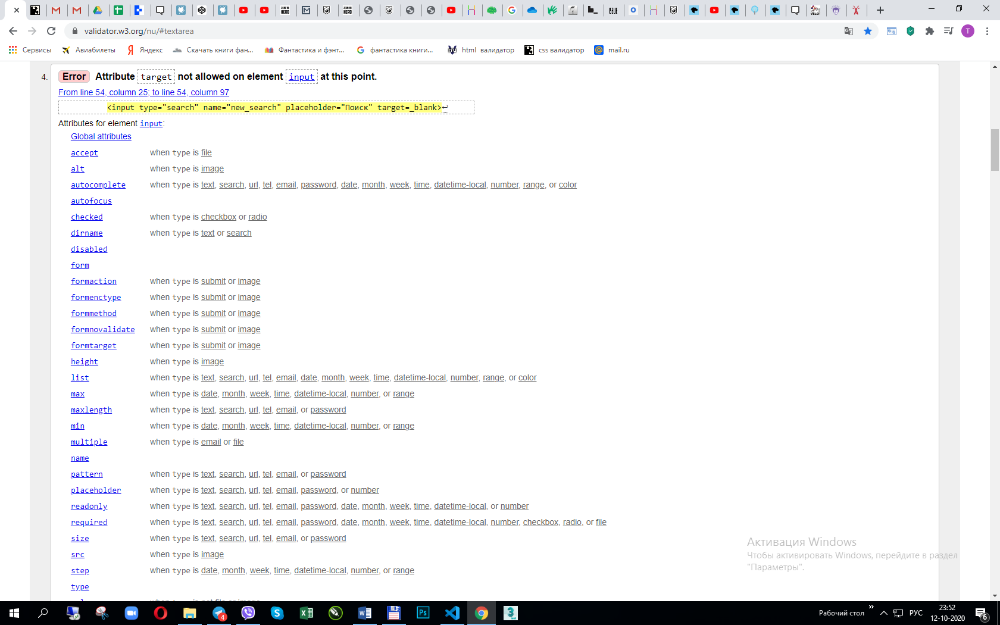 validator.w3.org/nu/#textarea
T
Сервисы
Авиабилеты
Яндекс
Скачать книги фан...
Фантастика и фэнт...
фантастика книги...
html валидатор
css валидатор
mail.ru
4. Error Attribute target not allowed on element input at this point.
From line 54, column 25; to line 54, column 97
<input type="search" name="new_search" placeholder="Поиск" target=_blank>↩
Attributes for element input:
Global attributes
accept when type is file
alt when type is image
autocomplete when type is text, search, url, tel, email, password, date, month, week, time, datetime-local, number, range, or color
autofocus
checked when type is checkbox or radio
dirname when type is text or search
disabled
form
formaction when type is submit or image
formenctype when type is submit or image
formmethod when type is submit or image
formnovalidate when type is submit or image
formtarget when type is submit or image
height when type is image
list when type is text, search, url, tel, email, date, month, week, time, datetime-local, number, range, or color
max when type is date, month, week, time, datetime-local, number, or range
maxlength when type is text, search, url, tel, email, or password
min when type is date, month, week, time, datetime-local, number, or range
multiple when type is email or file
name
pattern when type is text, search, url, tel, email, or password
placeholder when type is text, search, url, tel, email, password, or number
readonly when type is text, search, url, tel, email, password, date, month, week, time, datetime-local, or number
required when type is text, search, url, tel, email, password, date, month, week, time, datetime-local, number, checkbox, radio, or file
size when type is text, search, url, tel, email, or password
src when type is image
step when type is date, month, week, time, datetime-local, number, or range
type
Активация Windows
Чтобы активировать Windows, перейдите в раздел
"Параметры".
Рабочий стол
РУС
23:52
12-10-2020
6
4